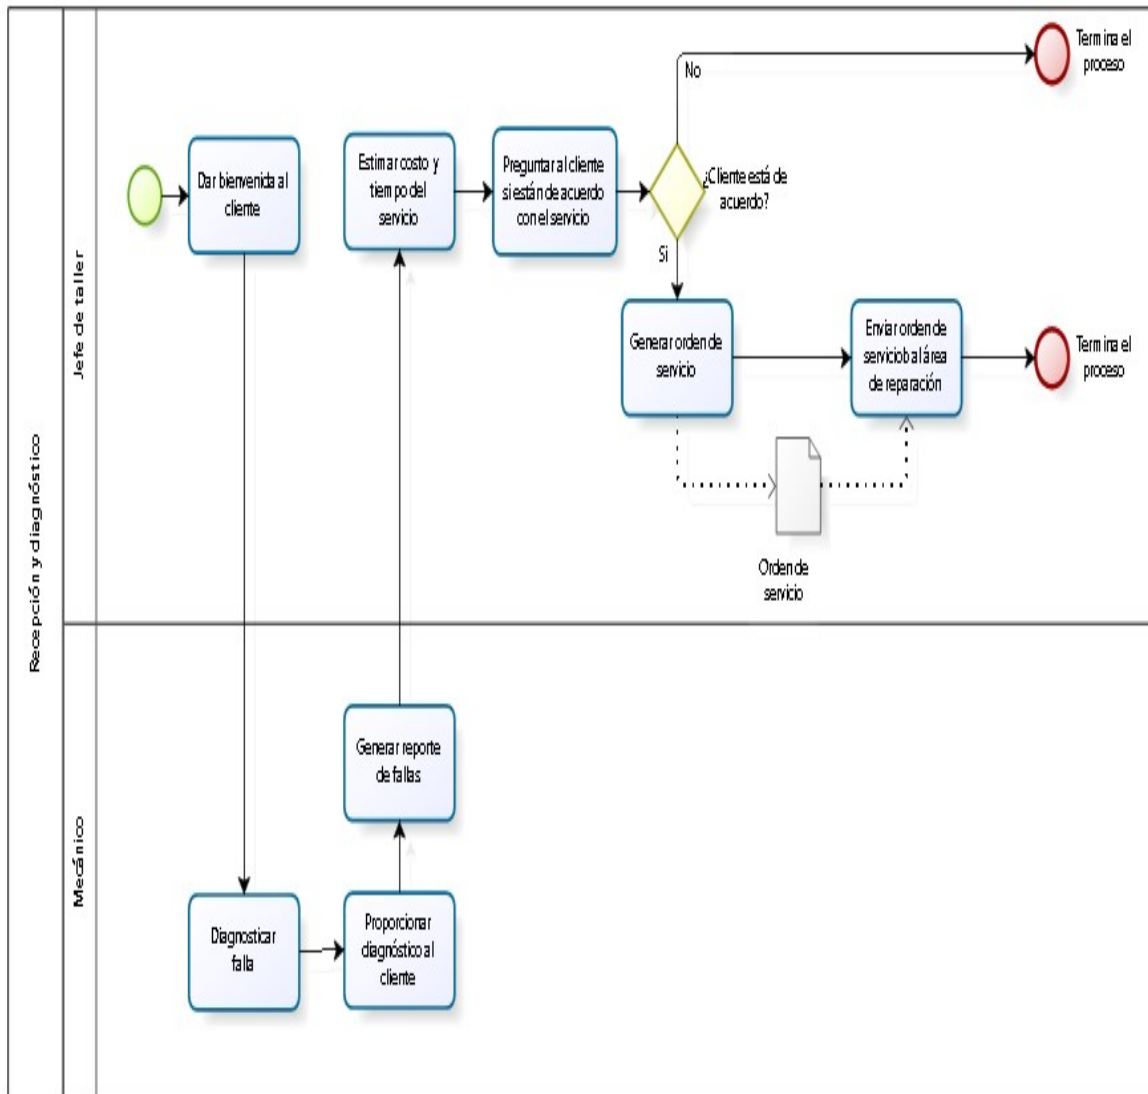 Recepción y diagnóstico
Jefe de taller
Dar bienvenida al
cliente
Estimar costo y
tiempo del
servicio
Preguntar al cliente
si están de acuerdo
con el servicio
¿Cliente está de
acuerdo?
No
Termina el
proceso
Si
Generar orden de
servicio
Enviar orden de
serviciob al área
de reparación
Termina el
proceso
Orden de
servicio
Mecánico
Generar reporte
de fallas
Diagnosticar
falla
Proporcionar
diagnóstico al
cliente